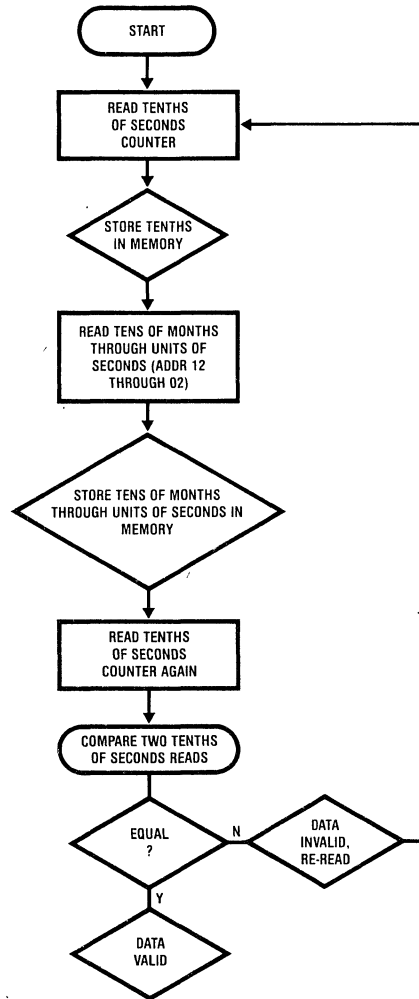 START
READ TENTHS
OF SECONDS
COUNTER
STORE TENTHS
IN MEMORY
READ TENS OF MONTHS
THROUGH UNITS OF
SECONDS (ADDR 12
THROUGH 02)
STORE TENS OF MONTHS
THROUGH UNITS OF SECONDS IN
MEMORY
READ TENTHS
OF SECONDS
COUNTER AGAIN
COMPARE TWO TENTHS
OF SECONDS READS
EQUAL
?
N
DATA
INVALID,
RE-READ
Y
DATA
VALID